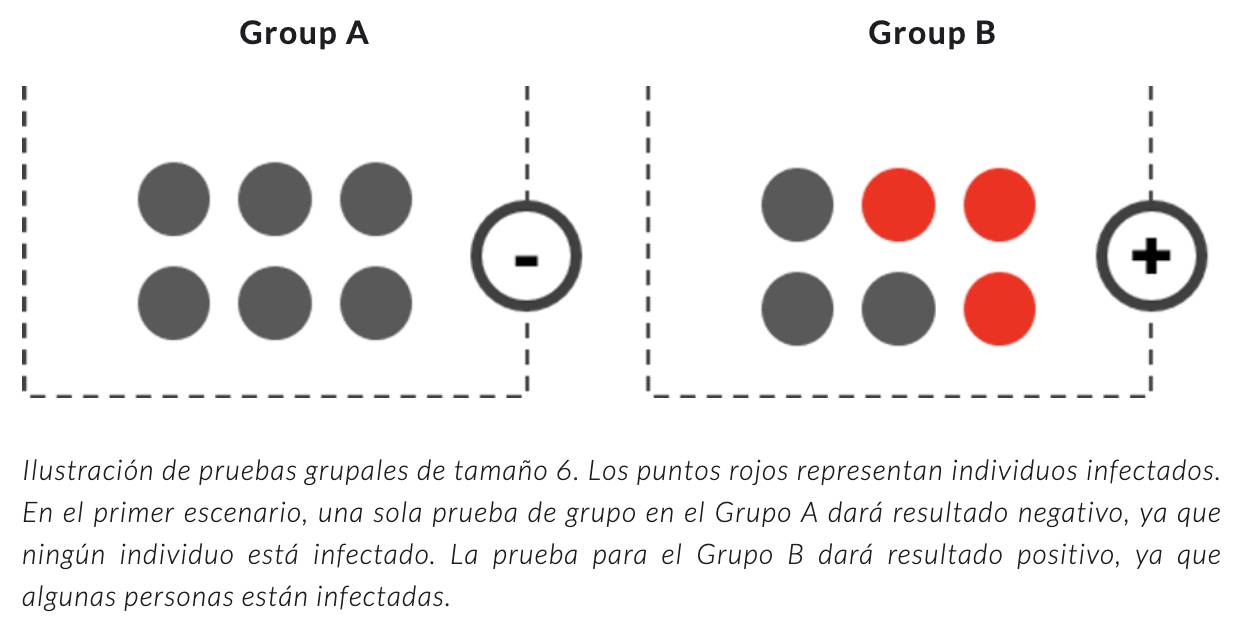 Group A
Group B
-
+
Ilustración de pruebas grupales de tamaño 6. Los puntos rojos representan individuos infectados.
En el primer escenario, una sola prueba de grupo en el Grupo A dará resultado negativo, ya que
ningún individuo está infectado. La prueba para el Grupo B dará resultado positivo, ya que
algunas personas están infectadas.